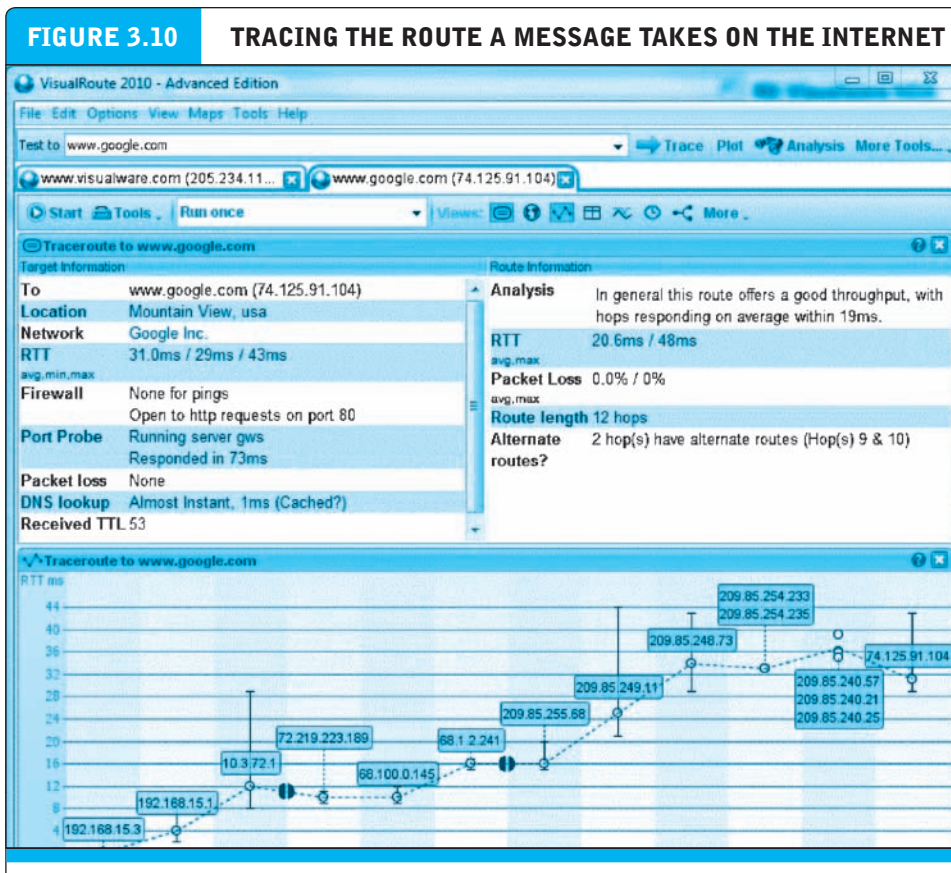 FIGURE 3.10 TRACING THE ROUTE A MESSAGE TAKES ON THE INTERNET
VisualRoute 2010 - Advanced Edition
File Edit Options View Maps Tools Help
Test to www.google.com Trace Plot Analysis More Tools...
www.visualware.com (205.234.11... www.google.com (74.125.91.104)
Start Tools Run once Views: More
Traceroute to www.google.com
Target Information
To www.google.com (74.125.91.104)
Location Mountain View, usa
Network Google Inc.
RTT 31.0ms / 29ms / 43ms
avg,min,max
Firewall None for pings
Open to http requests on port 80
Port Probe Running server gws
Responded in 73ms
Packet loss None
DNS lookup Almost Instant, 1ms (Cached?)
Received TTL 53
Route Information
Analysis In general this route offers a good throughput, with
hops responding on average within 19ms.
RTT 20.6ms / 48ms
avg,max
Packet Loss 0.0% / 0%
avg,max
Route length 12 hops
Alternate 2 hop(s) have alternate routes (Hop(s) 9 & 10)
routes?
Traceroute to www.google.com
RTT ms
44
40
36
32
28
24
20
16
12
8
4
192.168.15.3
192.168.15.1
10.3.72.1
72.219.223.189
68.100.0.145
68.1.2.241
209.85.255.68
209.85.249.11
209.85.248.73
209.85.254.233
209.85.254.235
209.85.240.57
209.85.240.21
209.85.240.25
74.125.91.104